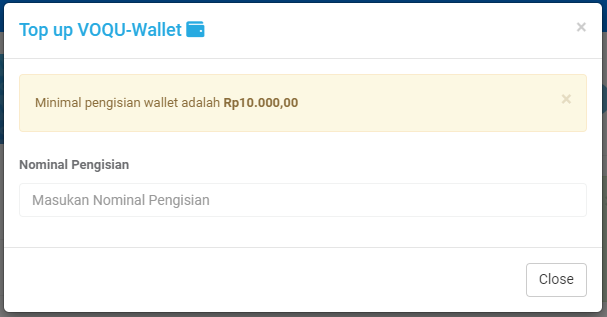 Top up VOQU-Wallet
×
Minimal pengisian wallet adalah Rp10.000,00
×
Nominal Pengisian
Masukan Nominal Pengisian
Close